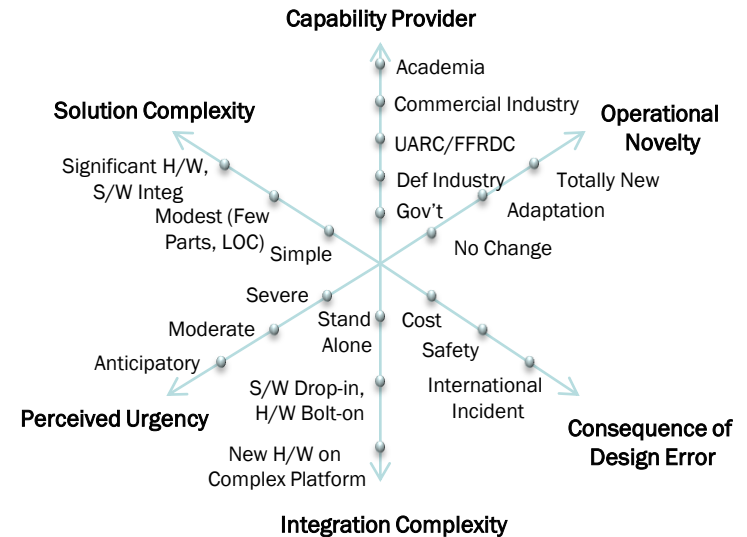 Capability Provider
Academia
Commercial Industry
UARC/FFRDC
Def Industry
Gov't
Solution Complexity
Significant H/W,
S/W Integ
Modest (Few
Parts, LOC)
Simple
Operational
Novelty
Totally New
Adaptation
No Change
Severe
Moderate
Anticipatory
Perceived Urgency
Stand
Alone
S/W Drop-in,
H/W Bolt-on
New H/W on
Complex Platform
Integration Complexity
Cost
Safety
International
Incident
Consequence of
Design Error